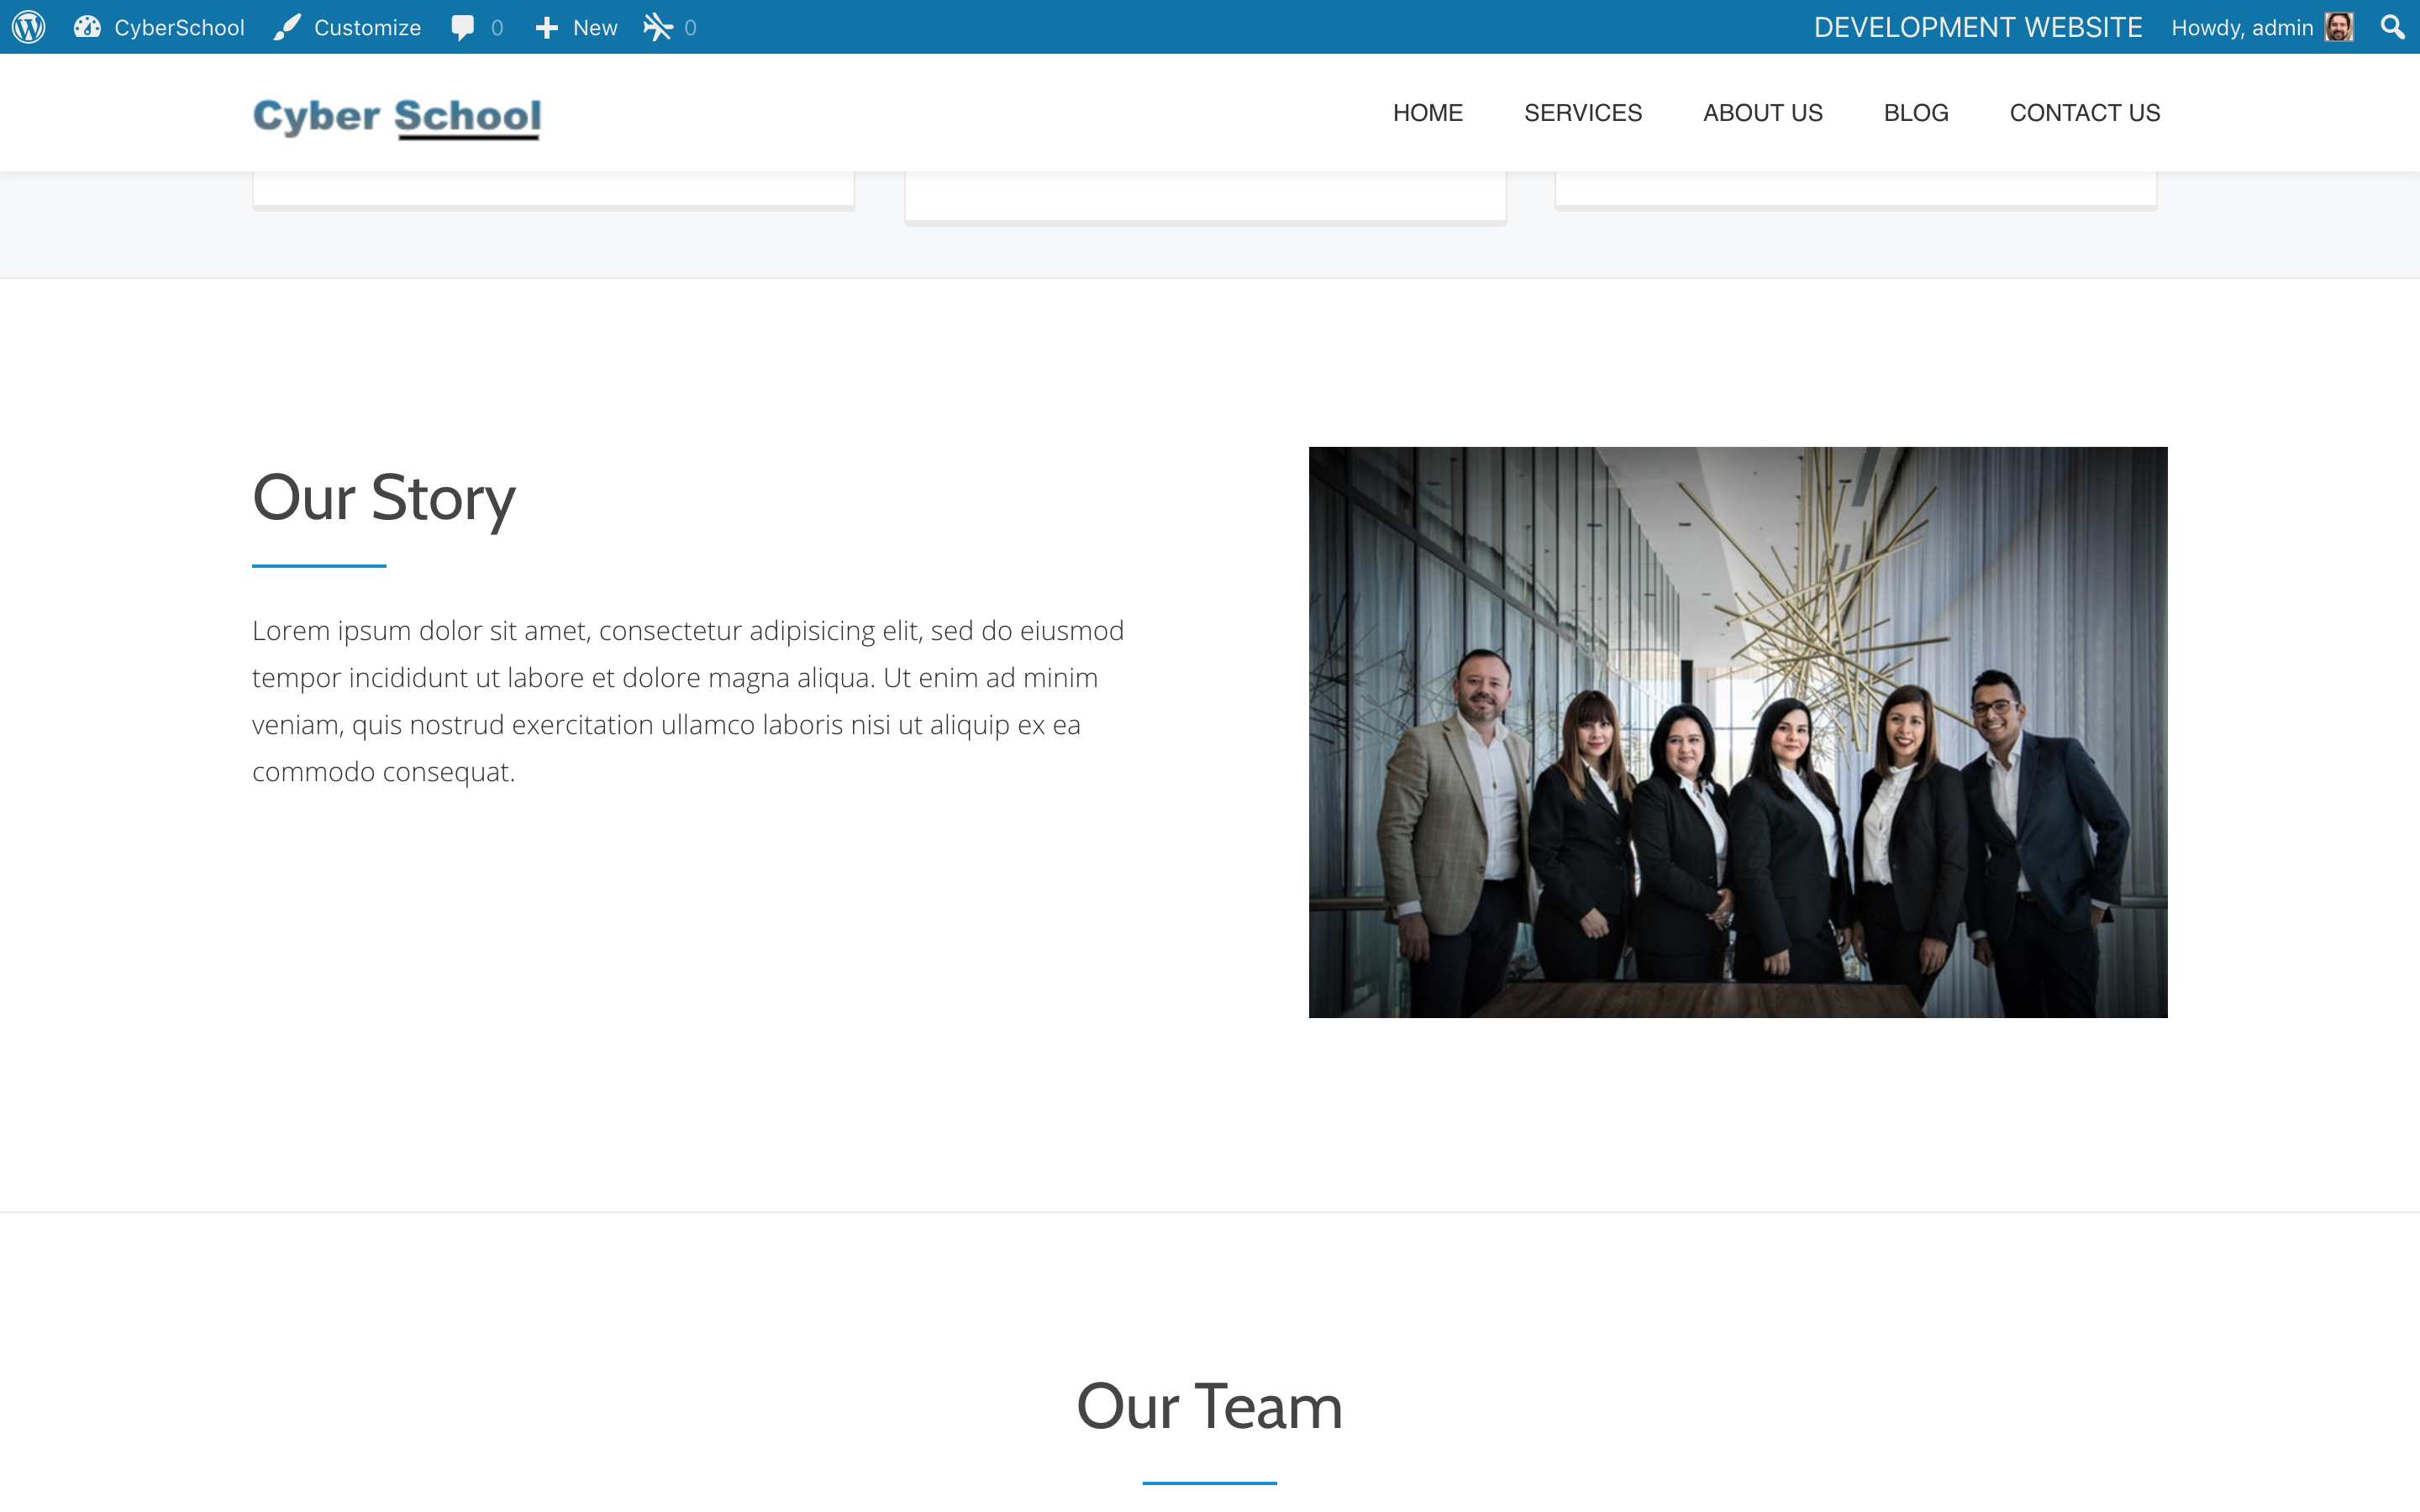 CyberSchool Customize 0 New 0 DEVELOPMENT WEBSITE Howdy, admin
Cyber School
HOME SERVICES ABOUT US BLOG CONTACT US
Our Story
Lorem ipsum dolor sit amet, consectetur adipisicing elit, sed do eiusmod
tempor incididunt ut labore et dolore magna aliqua. Ut enim ad minim
veniam, quis nostrud exercitation ullamco laboris nisi ut aliquip ex ea
commodo consequat.
Our Team